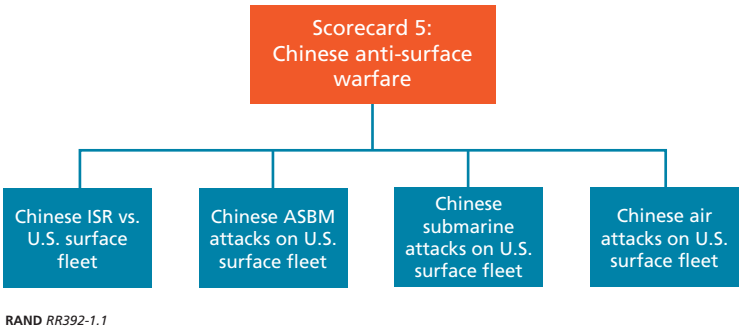 Scorecard 5:
Chinese anti-surface
warfare
Chinese ISR vs.
U.S. surface
fleet
Chinese ASBM
attacks on U.S.
surface fleet
Chinese
submarine
attacks on U.S.
surface fleet
Chinese air
attacks on U.S.
surface fleet
RAND RR392-1.1